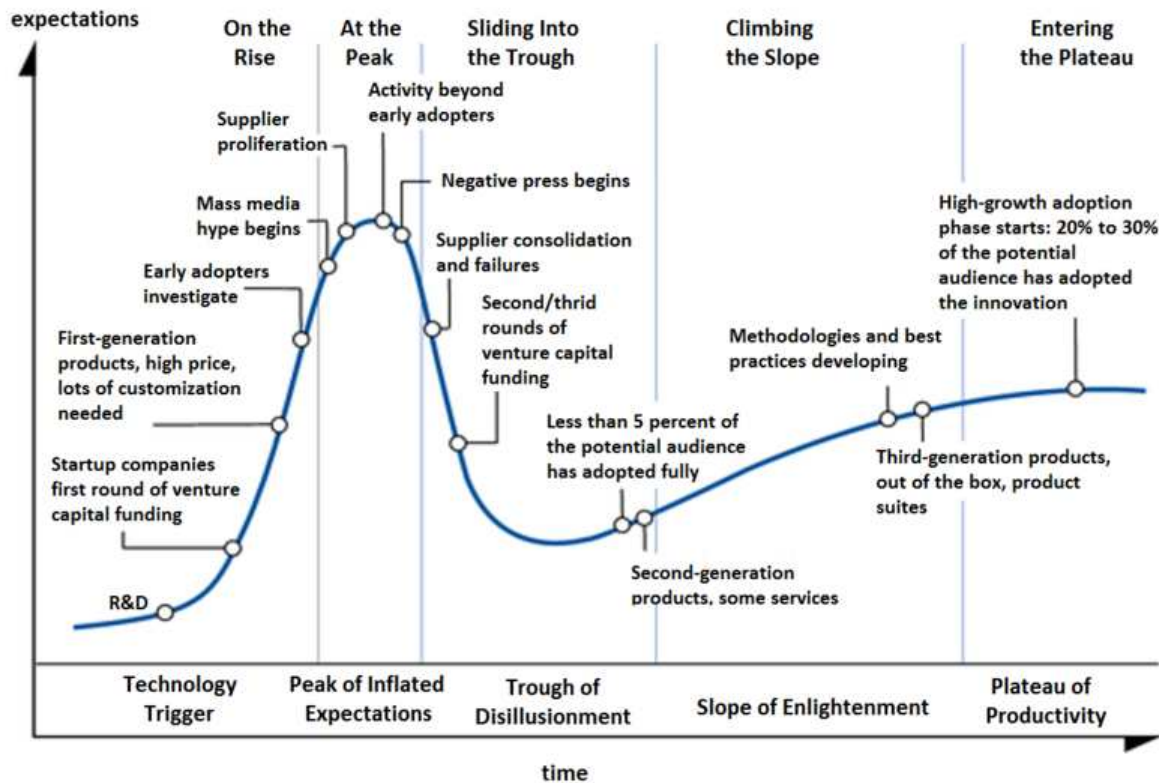 expectations
On the
Rise
At the
Peak
Sliding Into
the Trough
Climbing
the Slope
Entering
the Plateau
Activity beyond
early adopters
Supplier
proliferation
Negative press begins
Mass media
hype begins
Supplier consolidation
and failures
Early adopters
investigate
Second/thrid
rounds of
venture capital
funding
First-generation
products, high price,
lots of customization
needed
Startup companies
first round of venture
capital funding
R&D
Less than 5 percent of
the potential audience
has adopted fully
Second-generation
products, some services
Methodologies and best
practices developing
Third-generation products,
out of the box, product
suites
High-growth adoption
phase starts: 20% to 30%
of the potential
audience has adopted
the innovation
Technology
Trigger
Peak of Inflated
Expectations
Trough of
Disillusionment
Slope of Enlightenment
Plateau of
Productivity
time